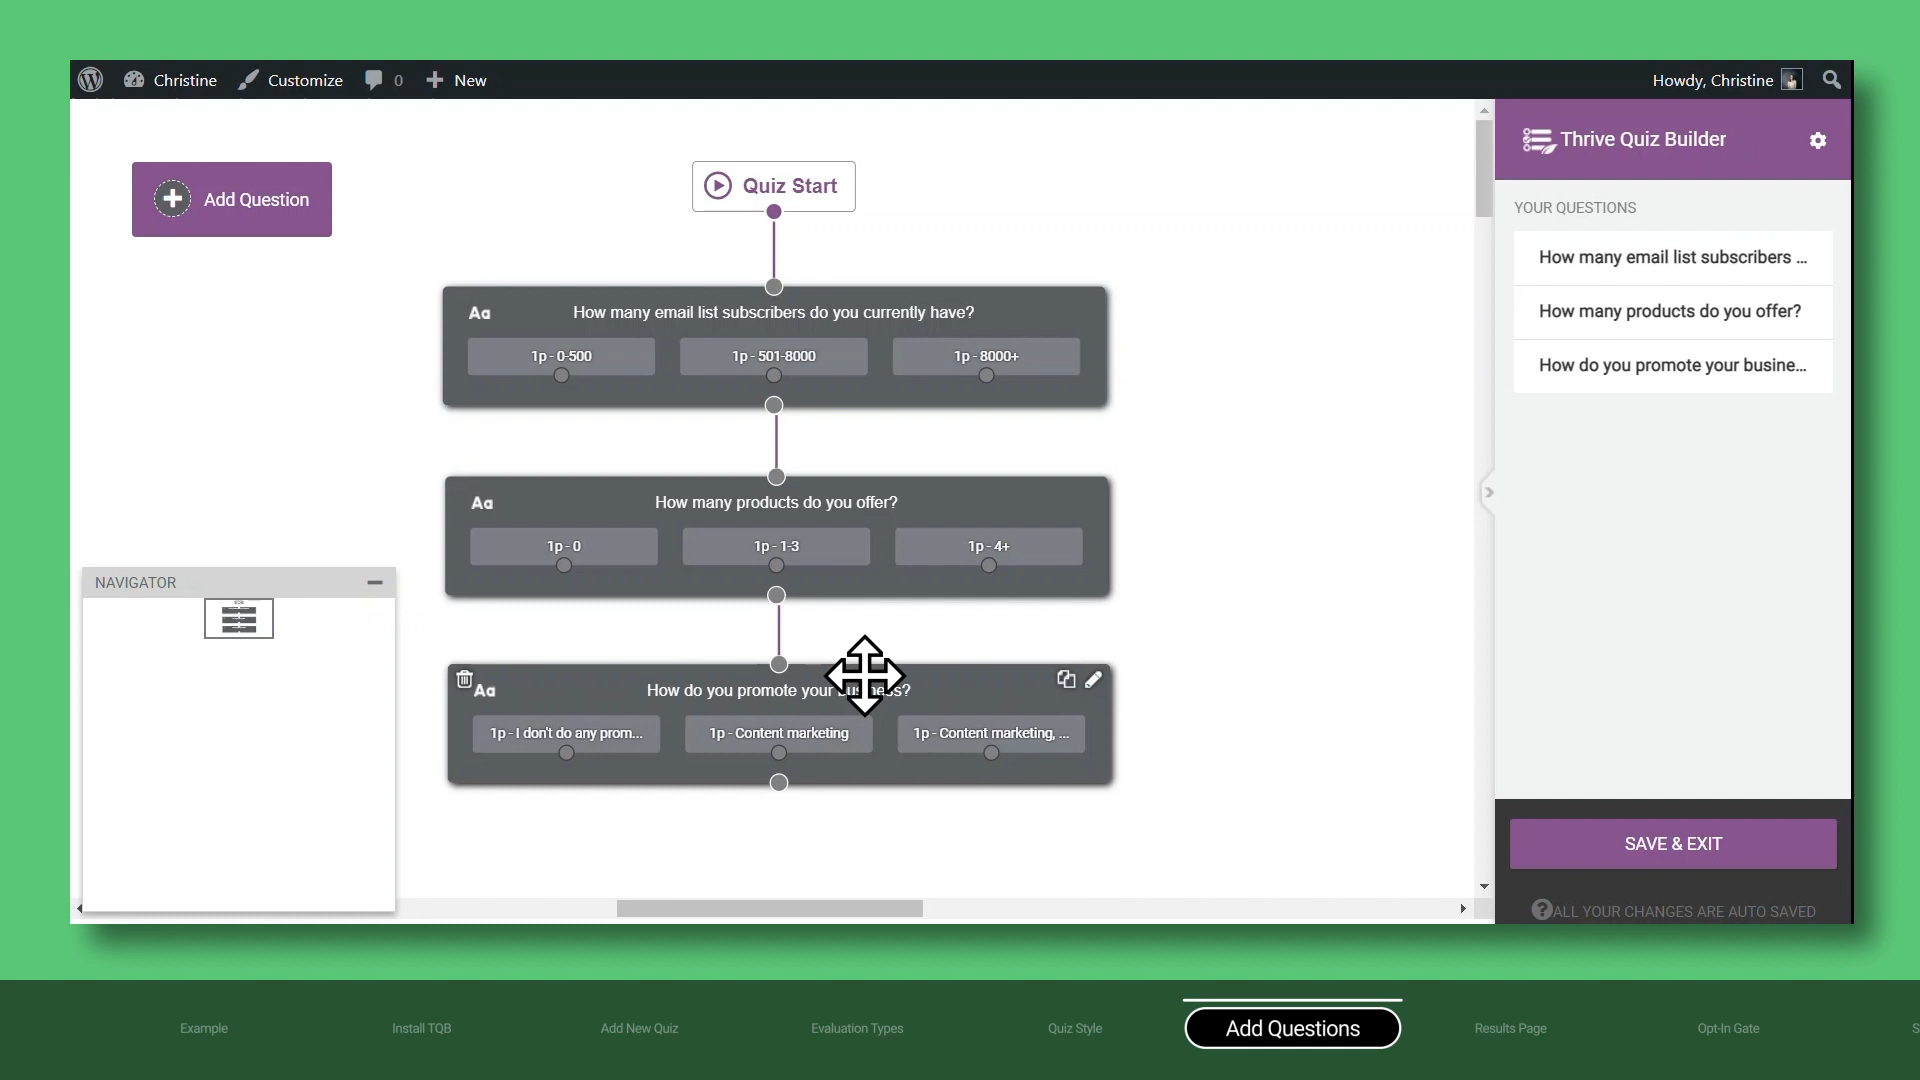 Christine
Customize
0
New
Howdy, Christine
Add Question
Quiz Start
Aa
How many email list subscribers do you currently have?
1p - 0-500
1p - 501-8000
1p - 8000+
Aa
How many products do you offer?
1p - 0
1p - 1-3
1p - 4+
Aa
How do you promote your business?
1p - I don't do any prom...
1p - Content marketing
1p - Content marketing, ...
NAVIGATOR
Thrive Quiz Builder
YOUR QUESTIONS
How many email list subscribers ...
How many products do you offer?
How do you promote your busine...
SAVE & EXIT
ALL YOUR CHANGES ARE AUTO SAVED
Example
Install TQB
Add New Quiz
Evaluation Types
Quiz Style
Add Questions
Results Page
Opt-In Gate
S